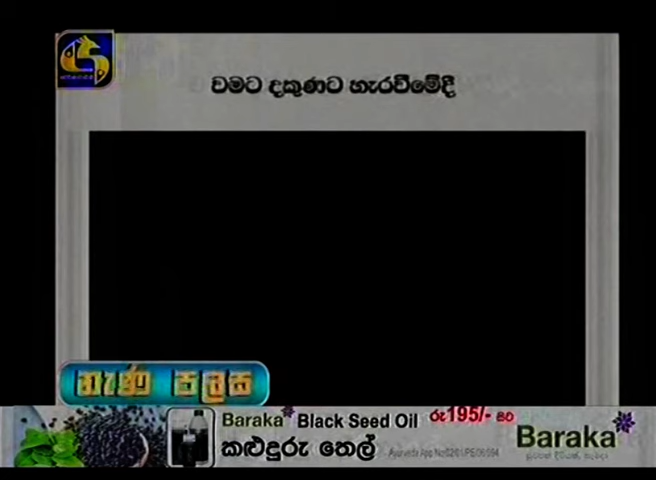 වමට දකුණට හැරවීමේදී
නැණ පලස
Baraka Black Seed Oil රු195/- සිට
කළුදුරු තෙල්
Baraka